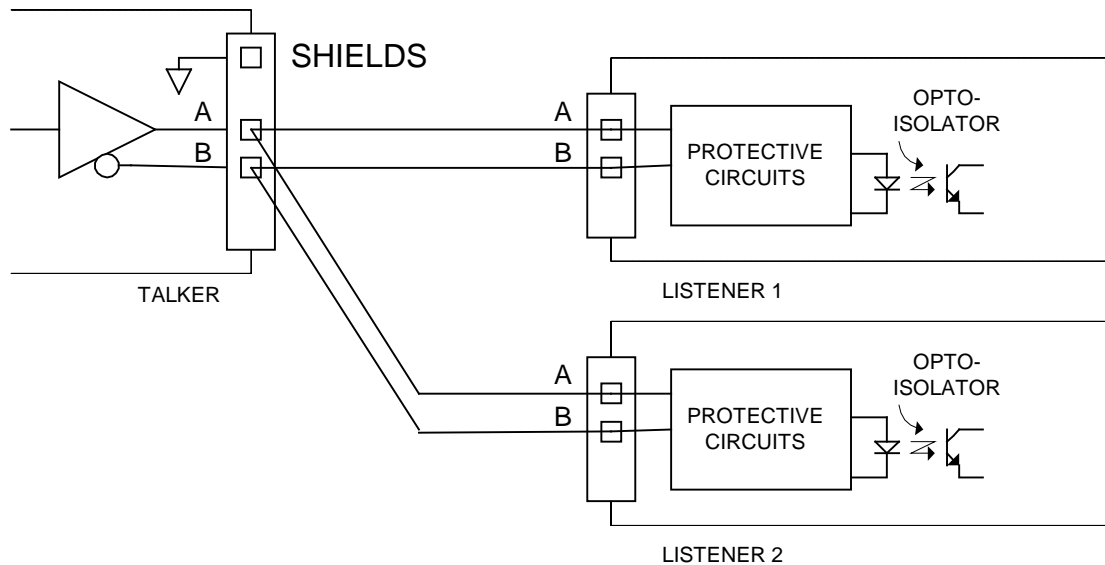 SHIELDS
A
B
TALKER
A
B
PROTECTIVE
CIRCUITS
OPTO-
ISOLATOR
LISTENER 1
A
B
PROTECTIVE
CIRCUITS
OPTO-
ISOLATOR
LISTENER 2